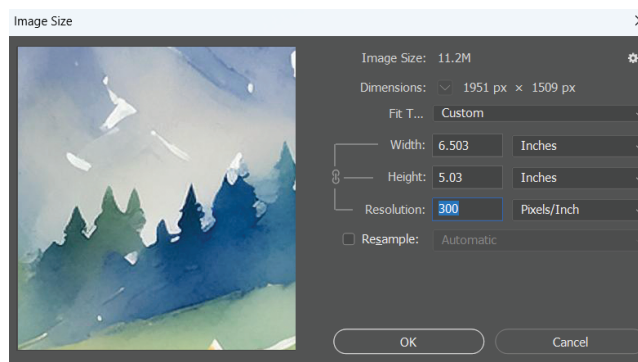 Image Size
Image Size: 11.2M
Dimensions: 1951 px × 1509 px
Fit T... Custom
Width: 6.503 Inches
Height: 5.03 Inches
Resolution: 300 Pixels/Inch
Resample: Automatic
OK Cancel